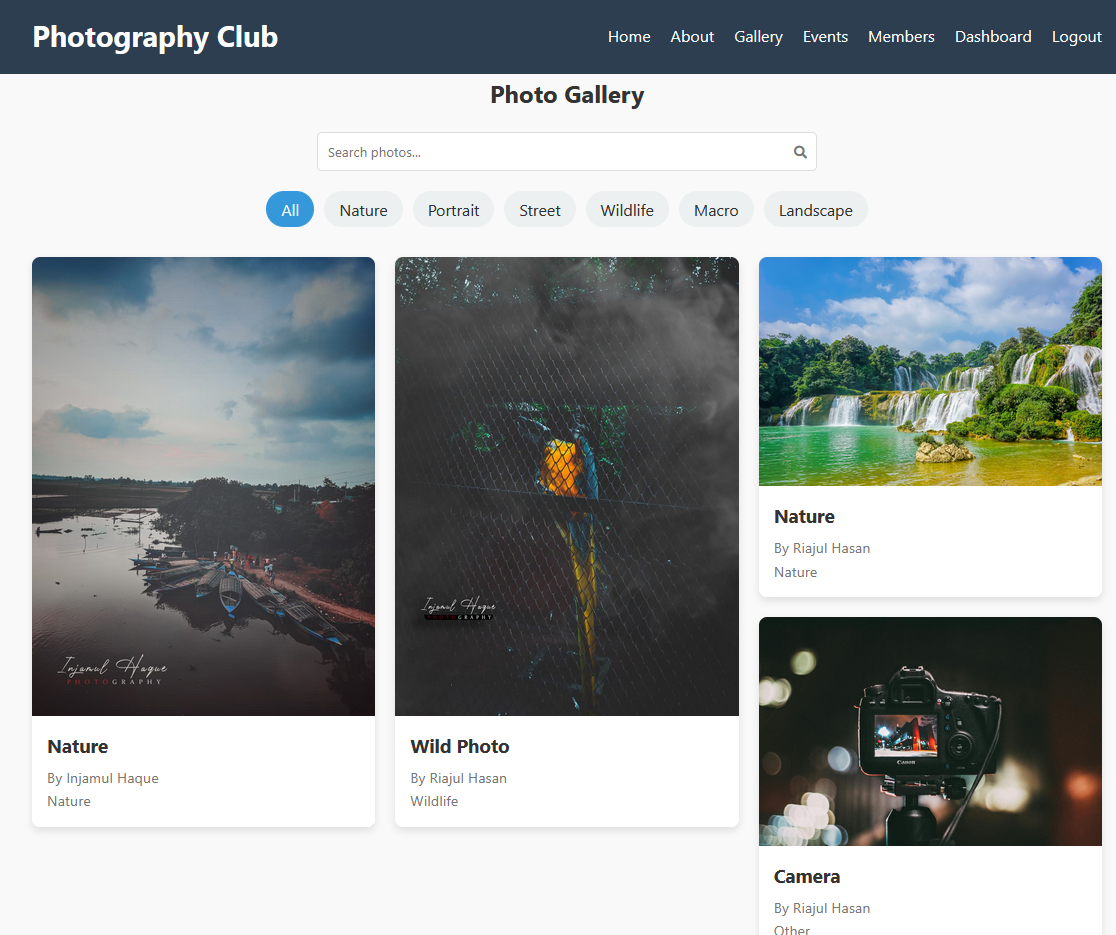 Photography Club
Home About Gallery Events Members Dashboard Logout
Photo Gallery
Search photos...
All Nature Portrait Street Wildlife Macro Landscape
Injamul Haque
PHOTOGRAPHY
Nature
By Injamul Haque
Nature
Injamul Haque
PHOTOGRAPHY
Wild Photo
By Riajul Hasan
Wildlife
Nature
By Riajul Hasan
Nature
Canon
Camera
By Riajul Hasan
Other